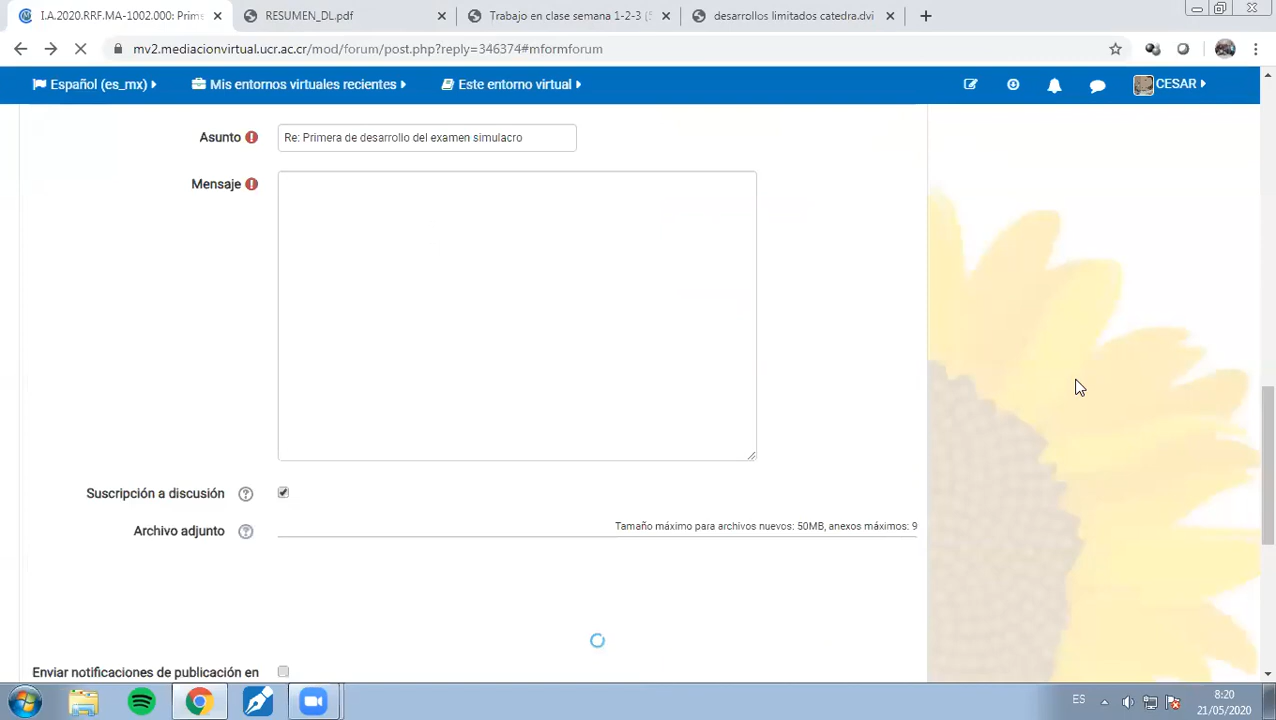 I.A.2020.RRF.MA-1002.000: Prime
RESUMEN_DL.pdf
Trabajo en clase semana 1-2-3 (5
desarrollos limitados catedra.dvi
mv2.mediacionvirtual.ucr.ac.cr/mod/forum/post.php?reply=346374#mformforum
Español (es_mx)
Mis entornos virtuales recientes
Este entorno virtual
CESAR
Asunto
Re: Primera de desarrollo del examen simulacro
Mensaje
Suscripción a discusión
Archivo adjunto
Tamaño máximo para archivos nuevos: 50MB, anexos máximos: 9
Enviar notificaciones de publicación en
ES
8:20
21/05/2020